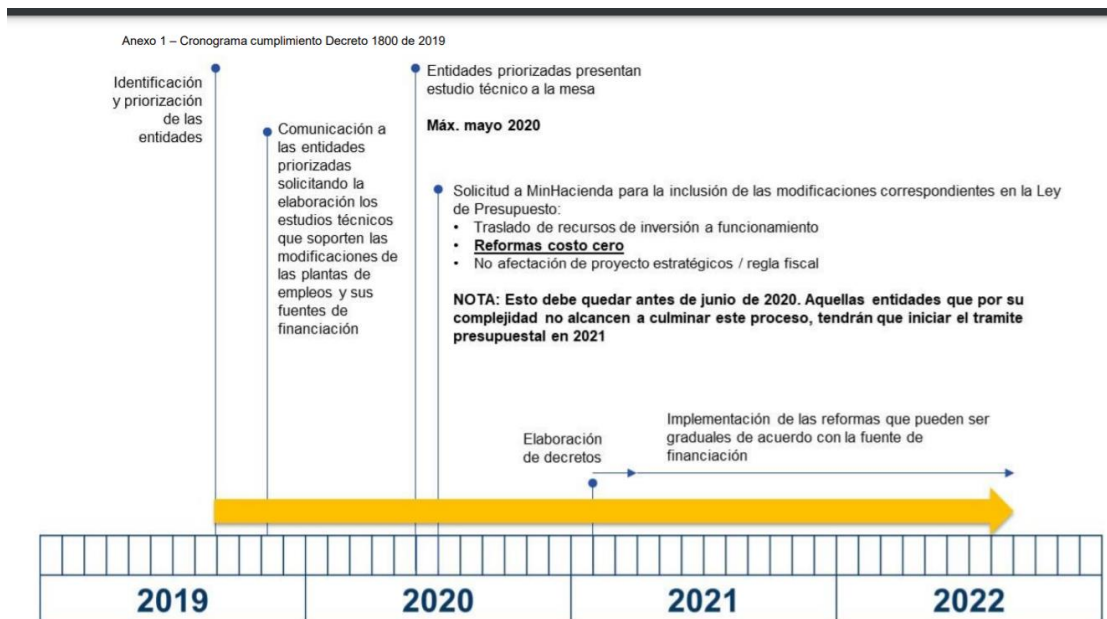 Anexo 1 – Cronograma cumplimiento Decreto 1800 de 2019
Identificación
y priorización
de las
entidades
Comunicación a
las entidades
priorizadas
solicitando la
elaboración los
estudios técnicos
que soporten las
modificaciones de
las plantas de
empleos y sus
fuentes de
financiación
Entidades priorizadas presentan
estudio técnico a la mesa
Máx. mayo 2020
Solicitud a MinHacienda para la inclusión de las modificaciones correspondientes en la Ley
de Presupuesto:
• Traslado de recursos de inversión a funcionamiento
• Reformas costo cero
• No afectación de proyecto estratégicos / regla fiscal
NOTA: Esto debe quedar antes de junio de 2020. Aquellas entidades que por su
complejidad no alcancen a culminar este proceso, tendrán que iniciar el tramite
presupuestal en 2021
Elaboración
de decretos
Implementación de las reformas que pueden ser
graduales de acuerdo con la fuente de
financiación
2019 2020 2021 2022